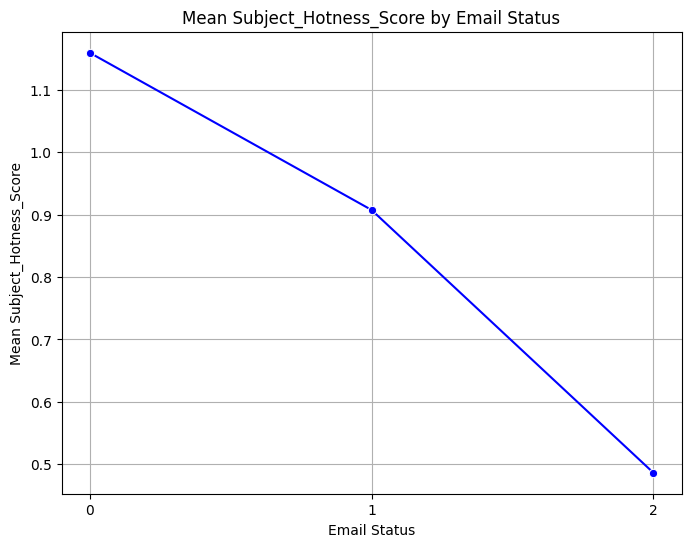 Mean Subject_Hotness_Score by Email Status
1.1
1.0
0.9
0.8
0.7
0.6
0.5
Mean Subject_Hotness_Score
0 1 2
Email Status